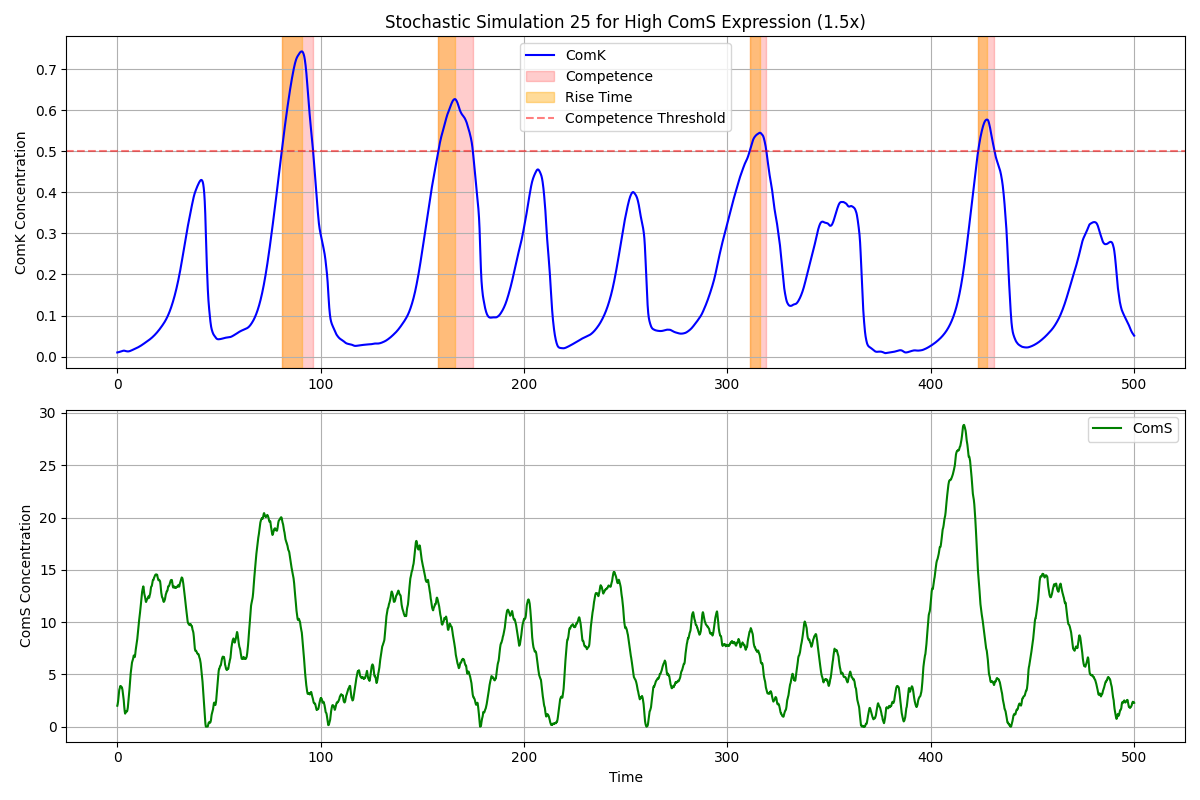 Stochastic Simulation 25 for High ComS Expression (1.5x)
ComK
Competence
Rise Time
Competence Threshold
ComK Concentration
0.7
0.6
0.5
0.4
0.3
0.2
0.1
0.0
0 100 200 300 400 500
ComS
ComS Concentration
30
25
20
15
10
5
0
0 100 200 300 400 500
Time